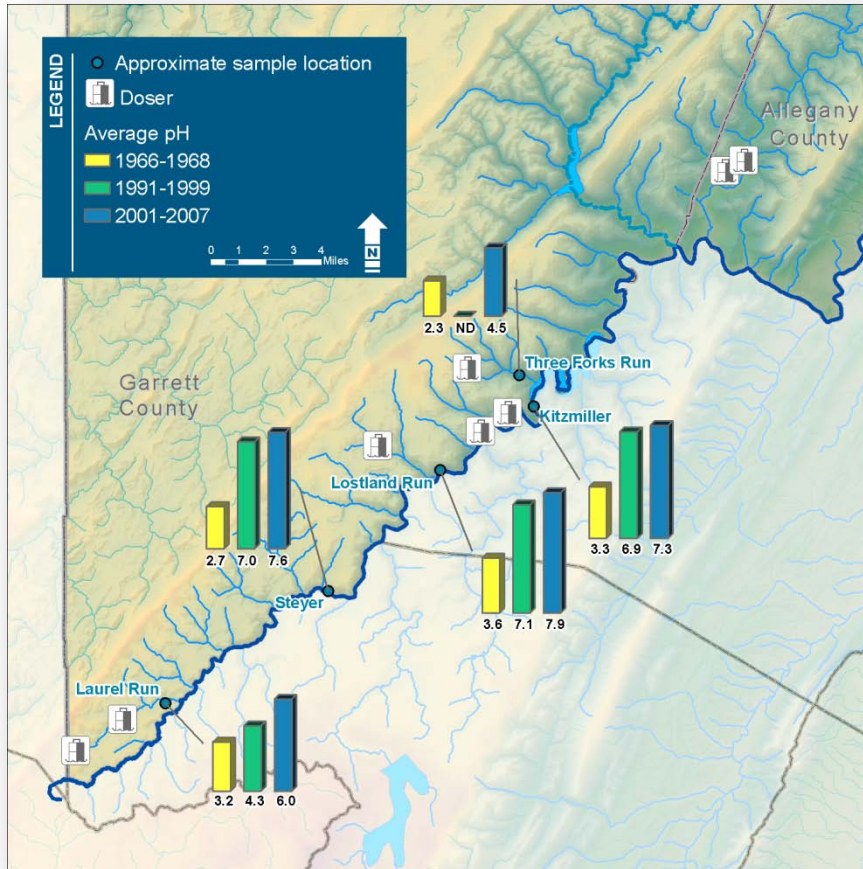 LEGEND
Approximate sample location
Doser
Average pH
1966-1968
1991-1999
2001-2007
N
0 1 2 3 4
Miles
Allegany
County
2.3 ND 4.5
Three Forks Run
Garrett
County
Kitzmiller
Lostland Run
3.3 6.9 7.3
2.7 7.0 7.6
Steyer
3.6 7.1 7.9
Laurel Run
3.2 4.3 6.0